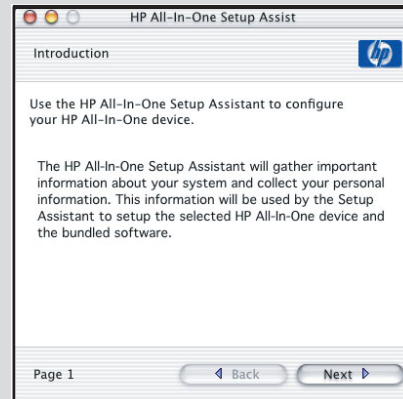 HP All-In-One Setup Assist
Introduction
hp
Use the HP All-In-One Setup Assistant to configure
your HP All-In-One device.
The HP All-In-One Setup Assistant will gather important
information about your system and collect your personal
information. This information will be used by the Setup
Assistant to setup the selected HP All-In-One device and
the bundled software.
Page 1
Back
Next